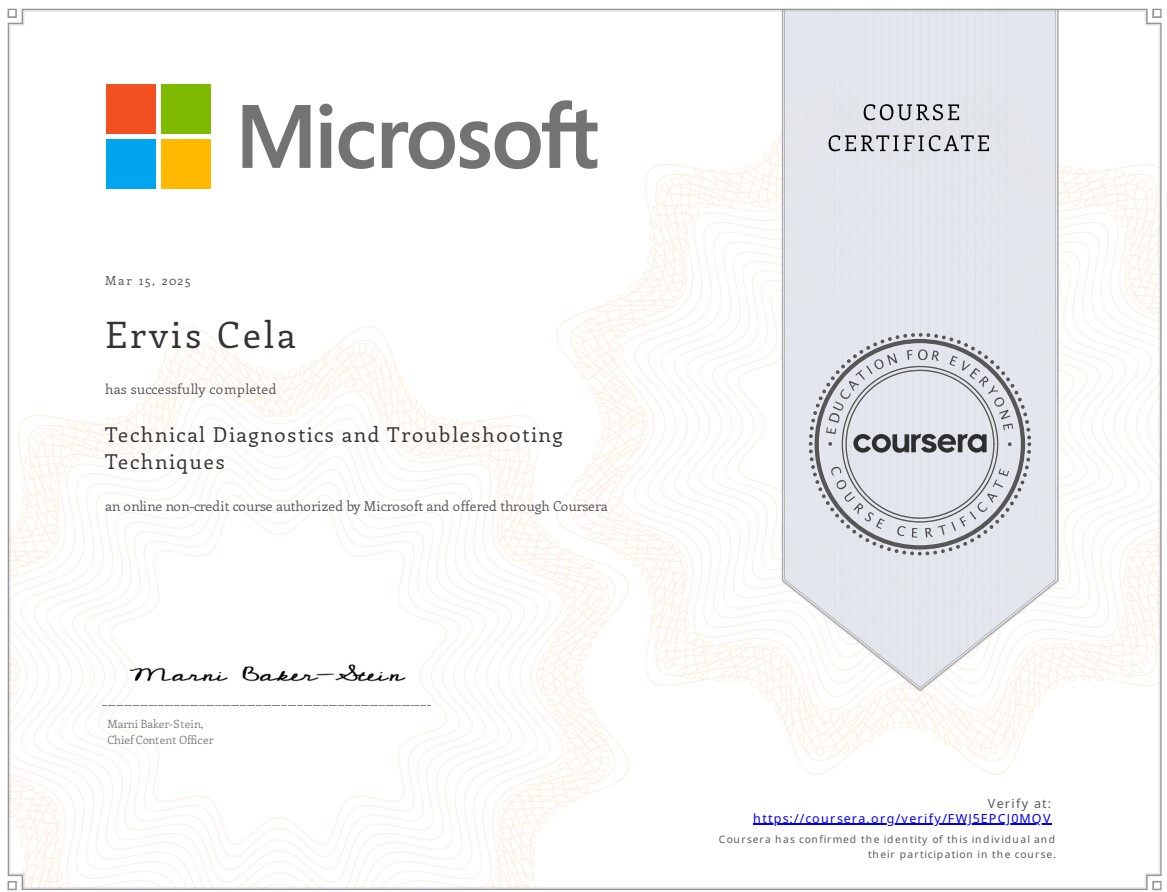 Microsoft
COURSE
CERTIFICATE
Mar 15, 2025
Ervis Cela
has successfully completed
Technical Diagnostics and Troubleshooting
Techniques
an online non-credit course authorized by Microsoft and offered through Coursera
EDUCATION FOR EVERYONE
coursera
COURSE CERTIFICATE
Marni Baker-Stein
Marni Baker-Stein,
Chief Content Officer
Verify at:
https://coursera.org/verify/FWJ5EPCJ0MQV
Coursera has confirmed the identity of this individual and
their participation in the course.